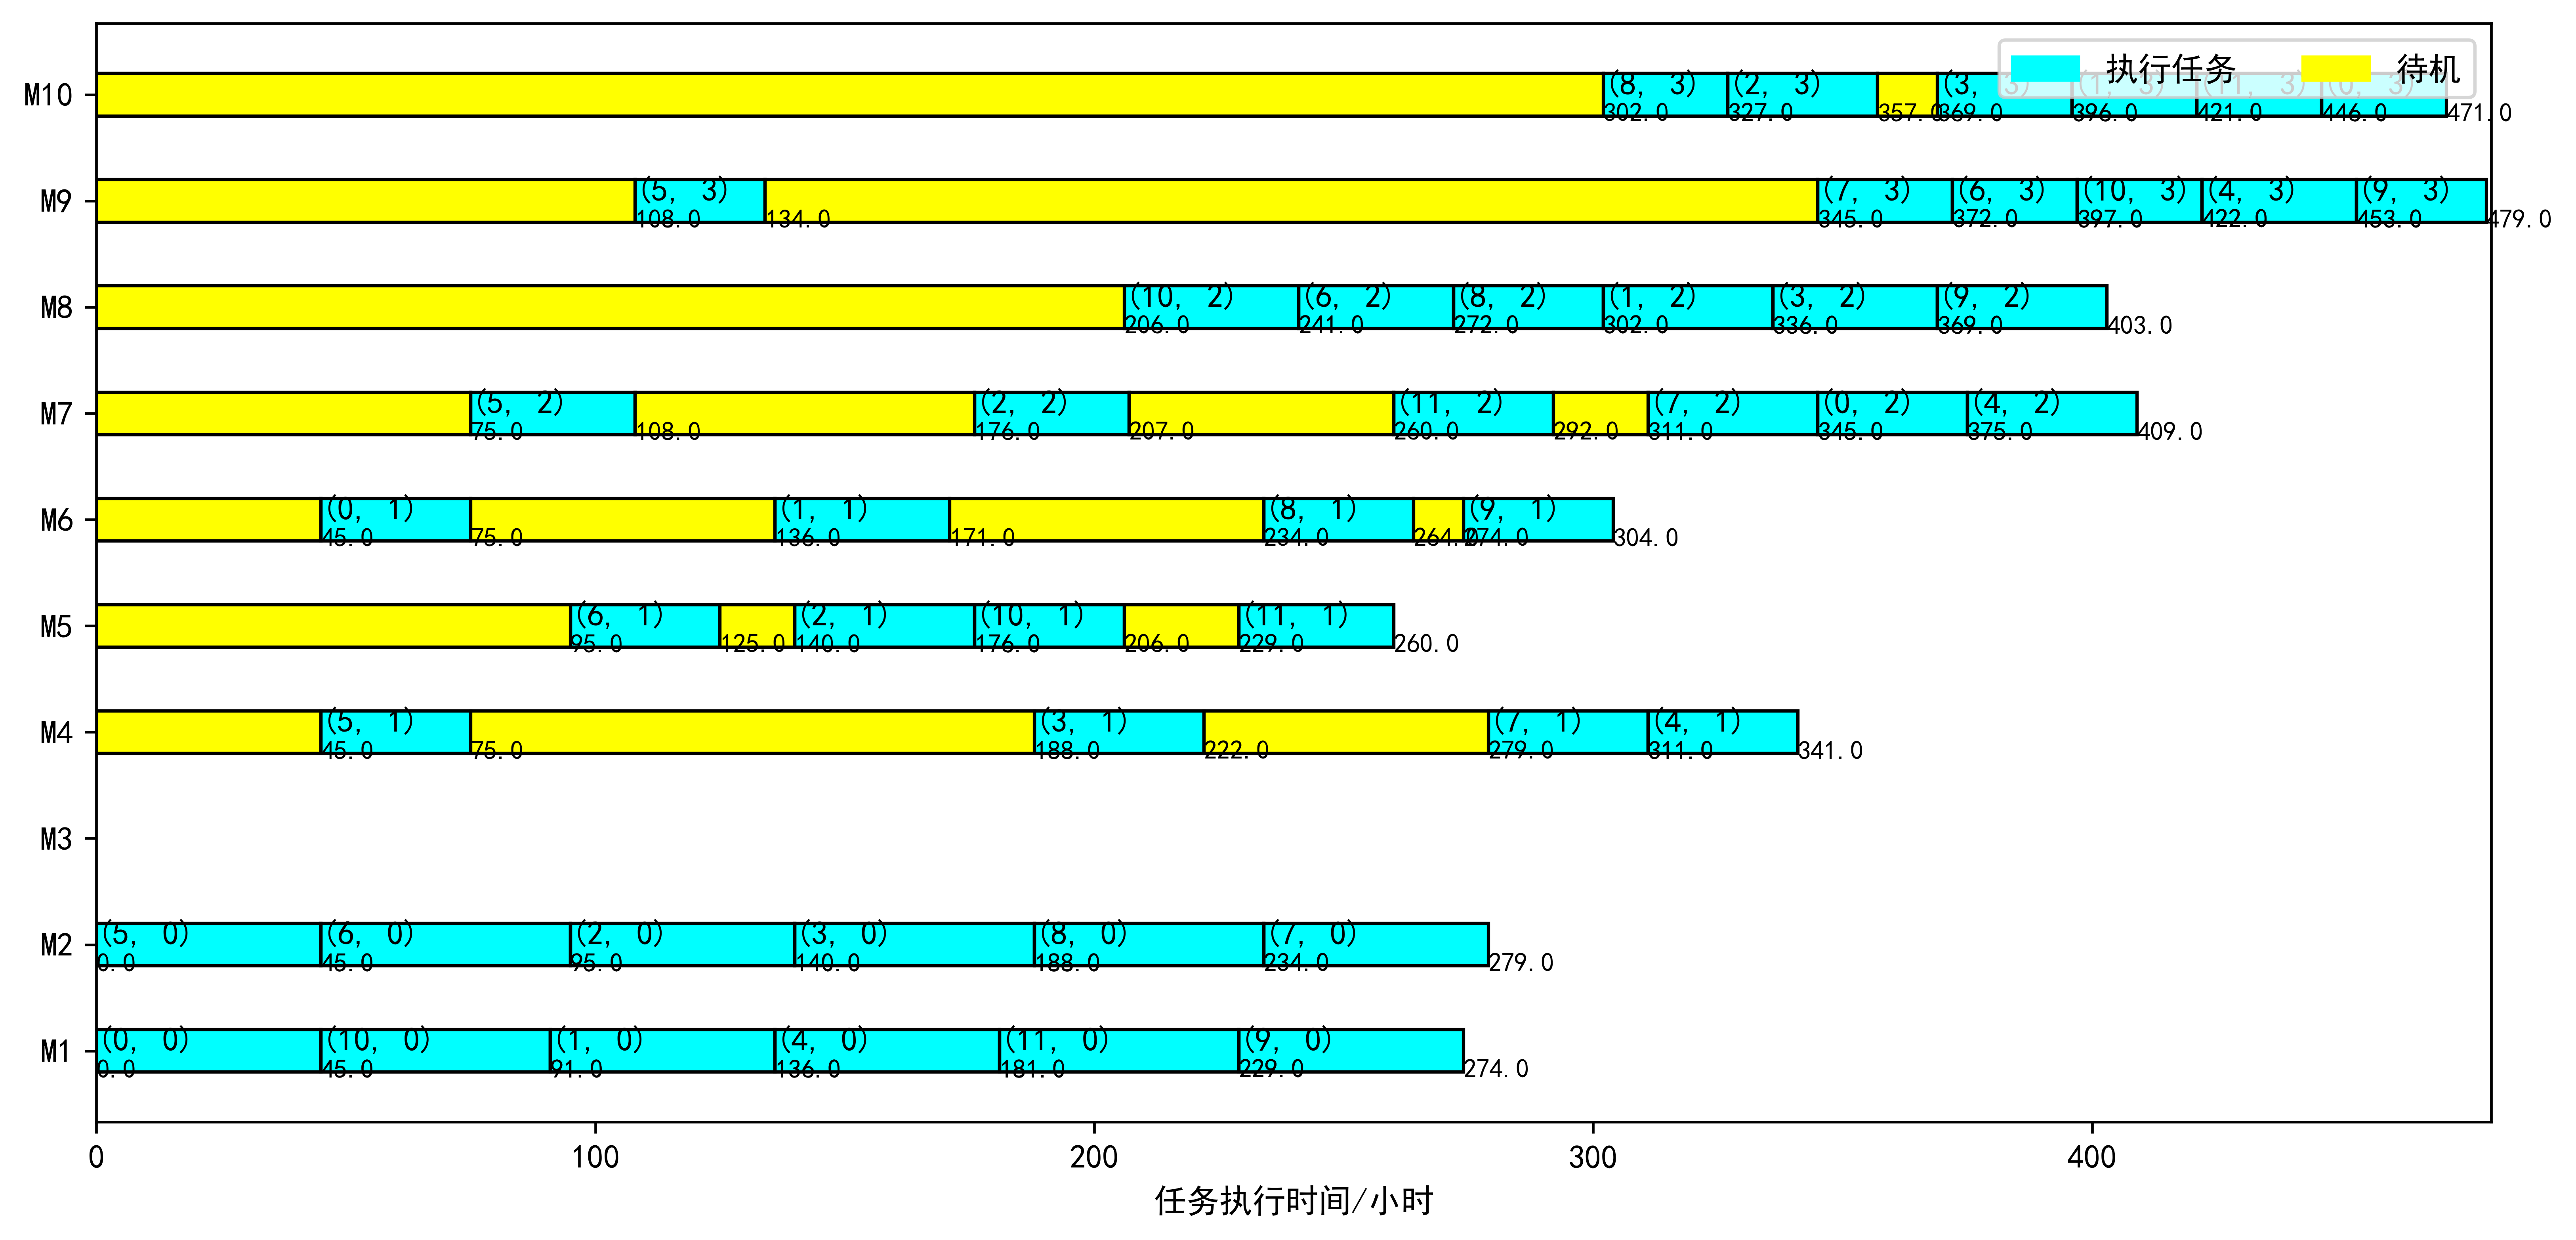 执行任务 待机
M10 (8, 3) (2, 3) (3, 3) (1, 3) (11, 3) (0, 3)
302.0 327.0 357.0 369.0 396.0 421.0 446.0 471.0
M9 (5, 3) (7, 3) (6, 3) (10, 3) (4, 3) (9, 3)
108.0 134.0 345.0 372.0 397.0 422.0 453.0 479.0
M8 (10, 2) (6, 2) (8, 2) (1, 2) (3, 2) (9, 2)
206.0 241.0 272.0 302.0 336.0 369.0 403.0
M7 (5, 2) (2, 2) (11, 2) (7, 2) (0, 2) (4, 2)
75.0 108.0 176.0 207.0 260.0 292.0 311.0 345.0 375.0 409.0
M6 (0, 1) (1, 1) (8, 1) (9, 1)
45.0 75.0 136.0 171.0 234.0 264.0 274.0 304.0
M5 (6, 1) (2, 1) (10, 1) (11, 1)
95.0 125.0 140.0 176.0 206.0 229.0 260.0
M4 (5, 1) (3, 1) (7, 1) (4, 1)
45.0 75.0 188.0 222.0 279.0 311.0 341.0
M3
M2 (5, 0) (6, 0) (2, 0) (3, 0) (8, 0) (7, 0)
0.0 45.0 95.0 140.0 188.0 234.0 279.0
M1 (0, 0) (10, 0) (1, 0) (4, 0) (11, 0) (9, 0)
0.0 45.0 91.0 136.0 181.0 229.0 274.0
0 100 200 300 400
任务执行时间/小时